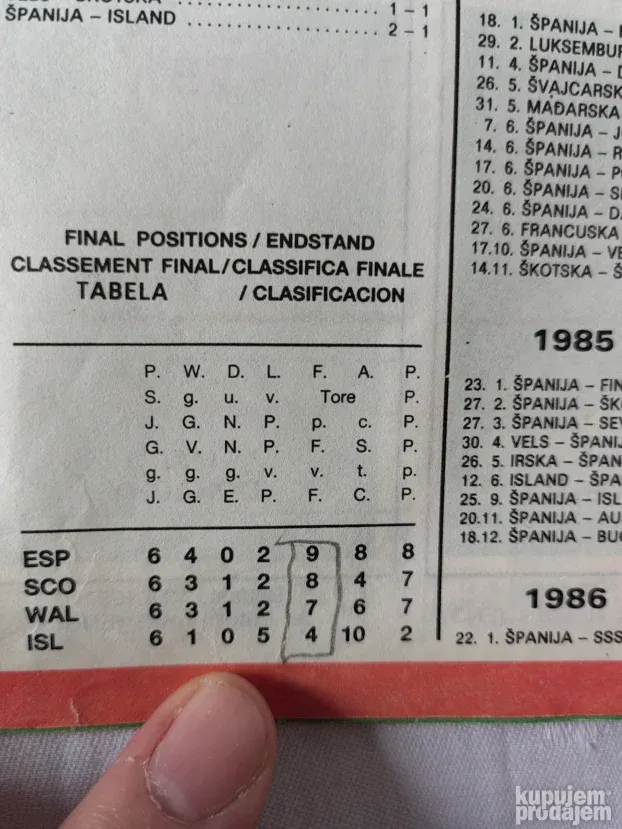 1 – 1
ŠPANIJA – ISLAND 2 – 1
FINAL POSITIONS / ENDSTAND
CLASSEMENT FINAL/CLASSIFICA FINALE
TABELA / CLASIFICACION
P. W. D. L. F. A. P.
S. g. u. v. Tore P.
J. G. N. P. p. c. P.
G. V. N. P. F. S. P.
g. g. g. v. v. t. p.
J. G. E. P. F. C. P.
ESP 6 4 0 2 9 8 8
SCO 6 3 1 2 8 4 7
WAL 6 3 1 2 7 6 7
ISL 6 1 0 5 4 10 2
18. 1. ŠPANIJA –
29. 2. LUKSEMBUR
11. 4. ŠPANIJA –
26. 5. ŠVAJCARSK
31. 5. MAĐARSKA
7. 6. ŠPANIJA – J
14. 6. ŠPANIJA – R
17. 6. ŠPANIJA –
20. 6. ŠPANIJA –
24. 6. ŠPANIJA –
27. 6. FRANCUSKA
17.10. ŠPANIJA –
14.11. ŠKOTSKA – Š
1985
23. 1. ŠPANIJA – FIN
27. 2. ŠPANIJA – ŠK
27. 3. ŠPANIJA – SEV
30. 4. VELS – ŠPANI
26. 5. IRSKA – ŠPAN
12. 6. ISLAND – ŠPA
25. 9. ŠPANIJA – ISL
20.11. ŠPANIJA – AU
18.12. ŠPANIJA – BU
1986
22. 1. ŠPANIJA – SSS
kupujem
prodajem